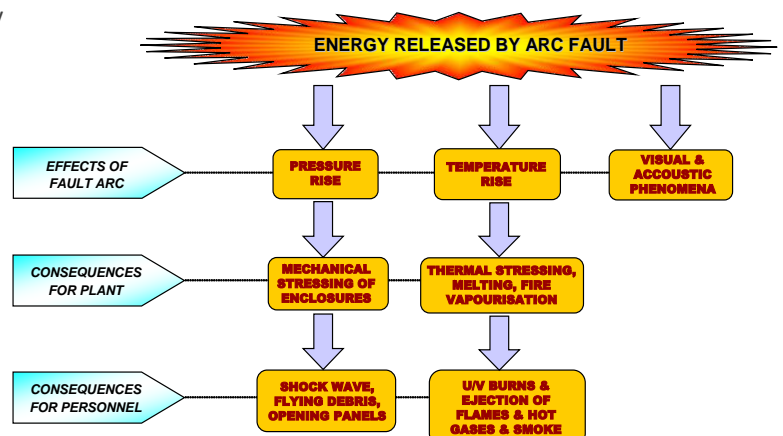 ENERGY RELEASED BY ARC FAULT
EFFECTS OF
FAULT ARC
PRESSURE
RISE
TEMPERATURE
RISE
VISUAL &
ACCOUSTIC
PHENOMENA
CONSEQUENCES
FOR PLANT
MECHANICAL
STRESSING OF
ENCLOSURES
THERMAL STRESSING,
MELTING, FIRE
VAPOURISATION
CONSEQUENCES
FOR PERSONNEL
SHOCK WAVE,
FLYING DEBRIS,
OPENING PANELS
U/V BURNS &
EJECTION OF
FLAMES & HOT
GASES & SMOKE